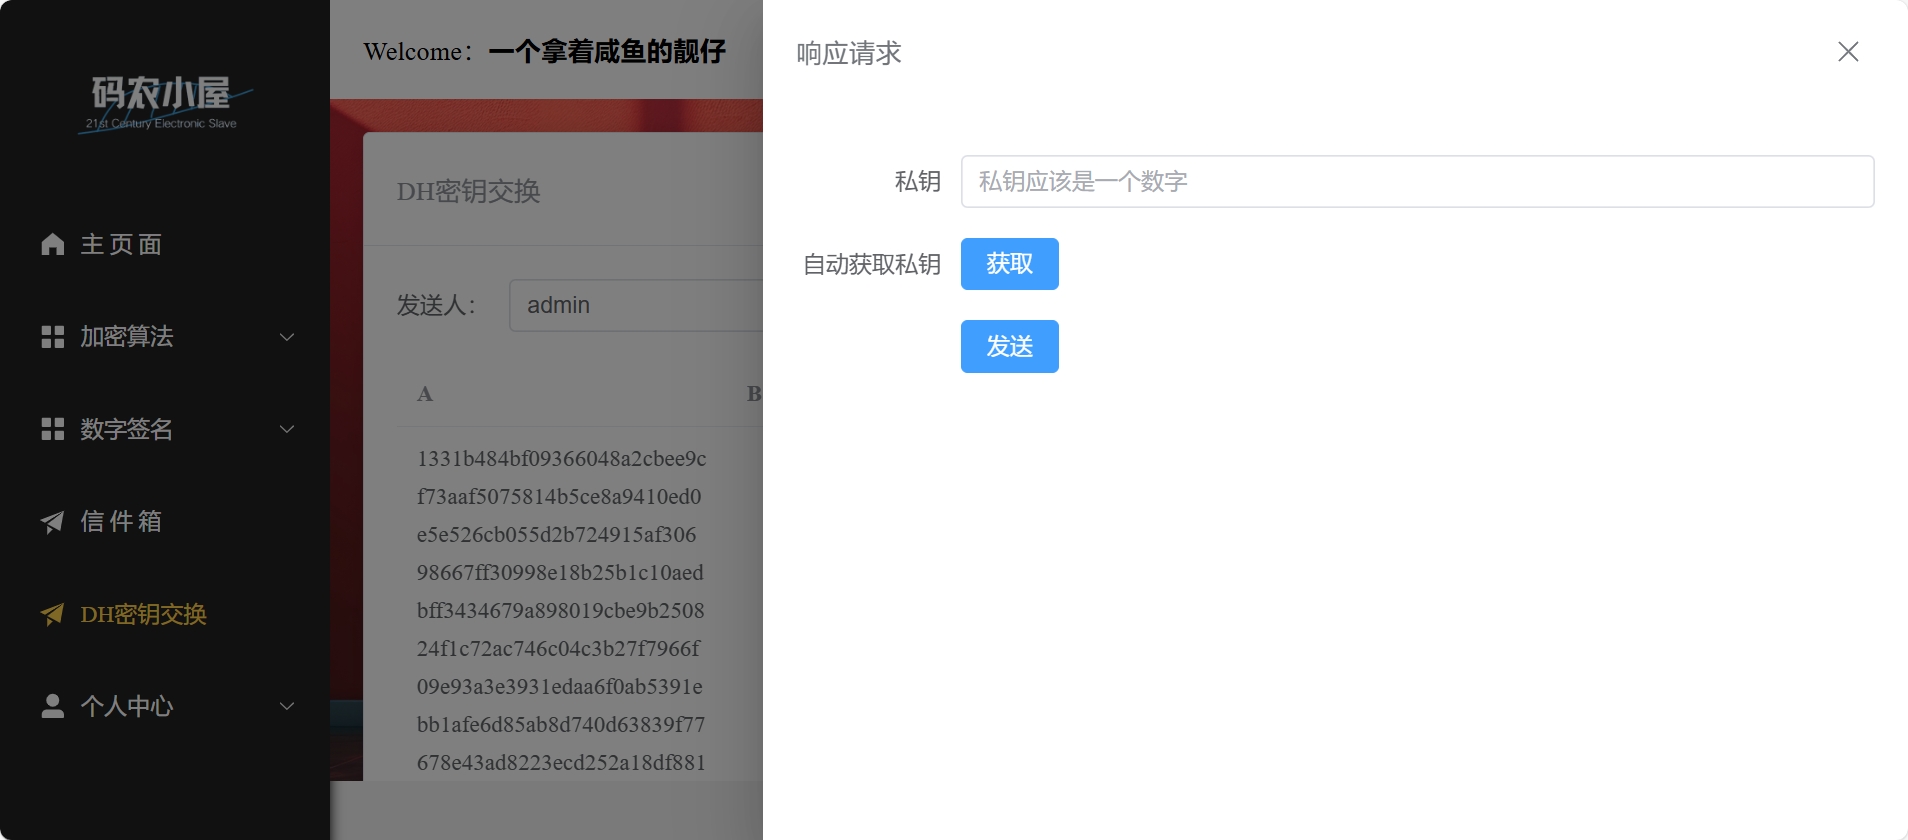 码农小屋
21st Century Electronic Slave
主页面
加密算法
数字签名
信件箱
DH密钥交换
个人中心
Welcome：一个拿着咸鱼的靓仔
DH密钥交换
发送人：
admin
A
B
1331b484bf09366048a2cbee9c
f73aaf5075814b5ce8a9410ed0
e5e526cb055d2b724915af306
98667ff30998e18b25b1c10aed
bff3434679a898019cbe9b2508
24f1c72ac746c04c3b27f7966f
09e93a3e3931edaa6f0ab5391e
bb1afe6d85ab8d740d63839f77
678e43ad8223ecd252a18df881
响应请求
私钥
私钥应该是一个数字
自动获取私钥
获取
发送